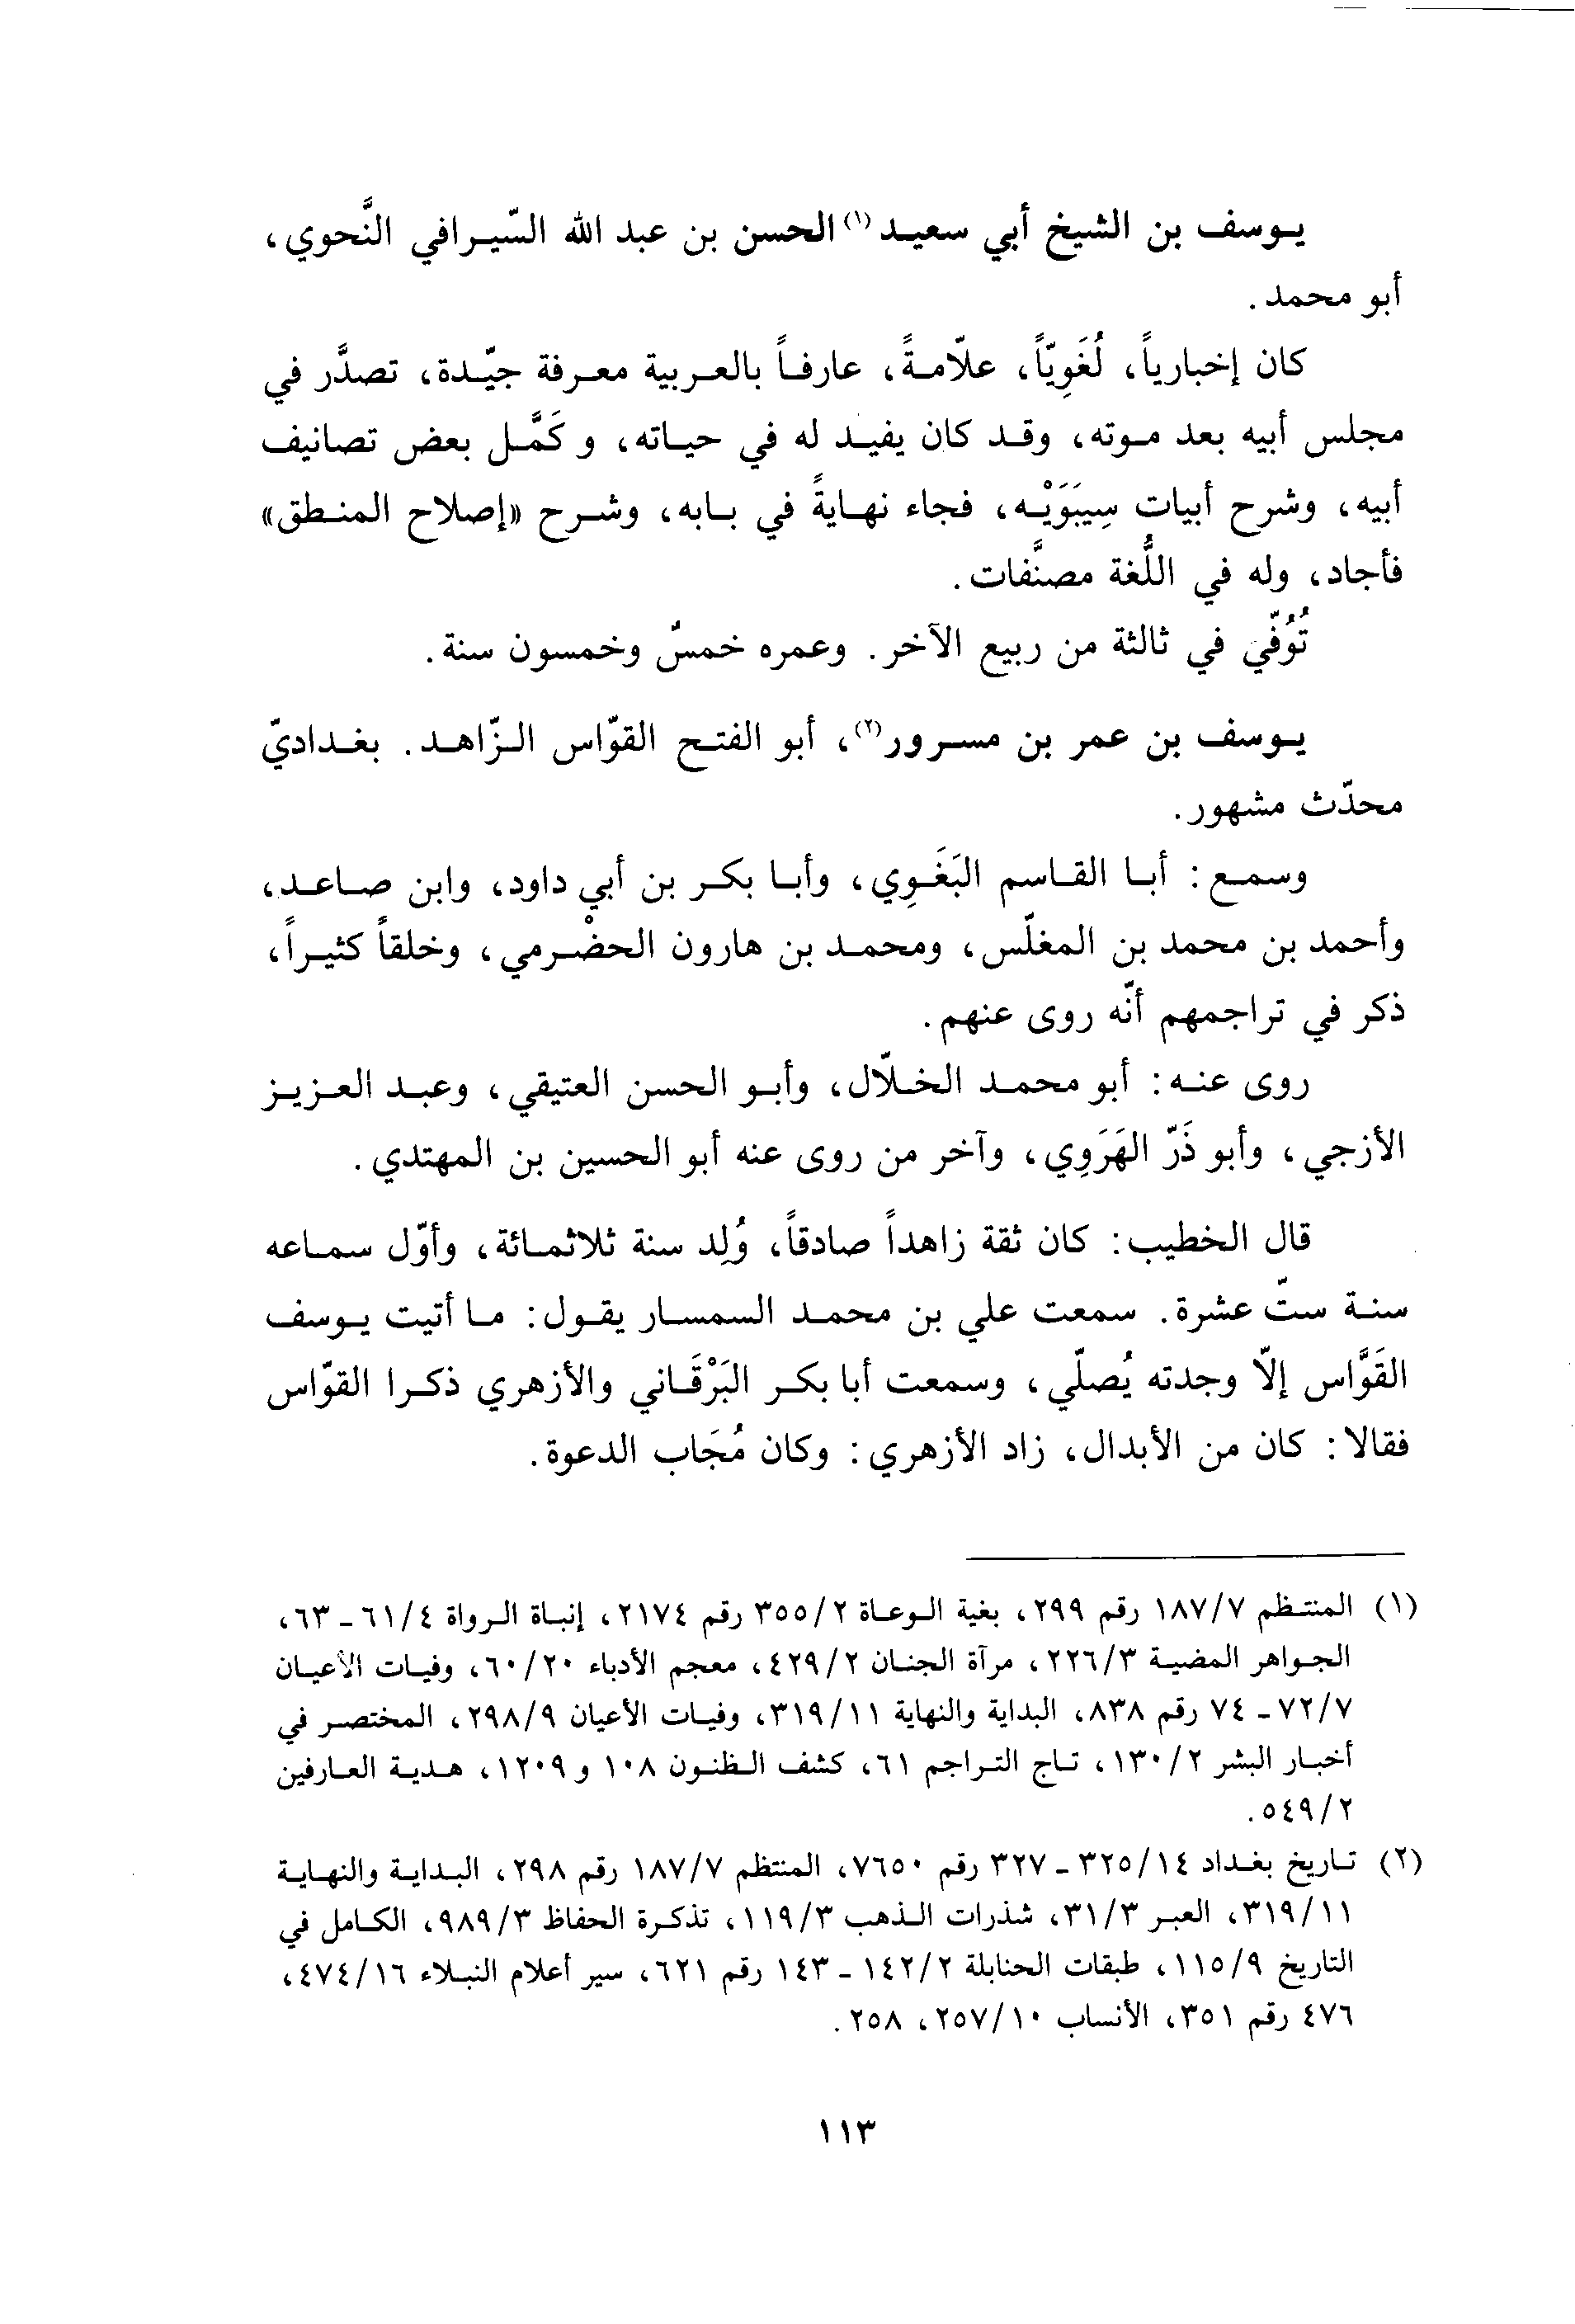 يوسف بن الشيخ أبي سعيد(١) الحسن بن عبد الله السّيرافي النَّحوي،
أبو محمد.
كان إخبارياً، لُغَوِيّاً، علّامةً، عارفاً بالعربية معرفة جيّدة، تصدَّر في
مجلس أبيه بعد موته، وقد كان يفيد له في حياته، و كَمَّل بعض تصانيف
أبيه، وشرح أبيات سِيبَوَيْه، فجاء نهايةً في بابه، وشرح «إصلاح المنطق»
فأجاد، وله في اللُّغة مصنَّفات.
تُوُفّي في ثالثة من ربيع الآخر. وعمره خمسٌ وخمسون سنة.
يوسف بن عمر بن مسرور(٢)، أبو الفتح القوّاس الزّاهد. بغداديّ
محدّث مشهور.
وسمع: أبا القاسم البَغَوِي، وأبا بكر بن أبي داود، وابن صاعد،
وأحمد بن محمد بن المغلّس، ومحمد بن هارون الحضْرمي، وخلقاً كثيراً،
ذكر في تراجمهم أنّه روى عنهم.
روى عنه: أبو محمد الخلّال، وأبو الحسن العتيقي، وعبد العزيز
الأزجي، وأبو ذَرّ الهَرَوِي، وآخر من روى عنه أبو الحسين بن المهتدي.
قال الخطيب: كان ثقة زاهداً صادقاً، وُلِد سنة ثلاثمائة، وأوّل سماعه
سنة ستّ عشرة. سمعت علي بن محمد السمسار يقول: ما أتيت يوسف
القَوَّاس إلّا وجدته يُصلّي، وسمعت أبا بكر البَرْقَاني والأزهري ذكرا القوّاس
فقالا: كان من الأبدال، زاد الأزهري: وكان مُجَاب الدعوة.
(١) المنتظم ١٨٧/٧ رقم ٢٩٩، بغية الوعاة ٣٥٥/٢ رقم ٢١٧٤، إنباة الرواة ٦١/٤ - ٦٣،
الجواهر المضية ٢٢٦/٣، مرآة الجنان ٤٢٩/٢، معجم الأدباء ٦٠/٢٠، وفيات الأعيان
٧٢/٧ - ٧٤ رقم ٨٣٨، البداية والنهاية ٣١٩/١١، وفيات الأعيان ٢٩٨/٩، المختصر في
أخبار البشر ١٣٠/٢، تاج التراجم ٦١، كشف الظنون ١٠٨ و ١٢٠٩، هدية العارفين
٥٤٩/٢.
(٢) تاريخ بغداد ٣٢٥/١٤ - ٣٢٧ رقم ٧٦٥٠، المنتظم ١٨٧/٧ رقم ٢٩٨، البداية والنهاية
٣١٩/١١، العبر ٣١/٣، شذرات الذهب ١١٩/٣، تذكرة الحفاظ ٩٨٩/٣، الكامل في
التاريخ ١١٥/٩، طبقات الحنابلة ١٤٢/٢ - ١٤٣ رقم ٦٢١، سير أعلام النبلاء ٤٧٤/١٦،
٤٧٦ رقم ٣٥١، الأنساب ٢٥٧/١٠، ٢٥٨.
١١٣